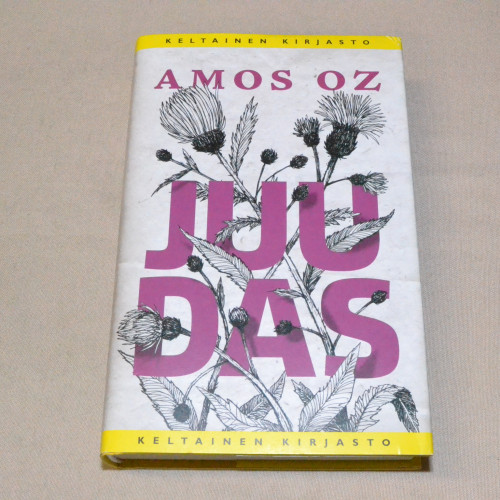 KELTAINEN KIRJASTO
AMOS OZ
JUU
DAS
KELTAINEN KIRJASTO